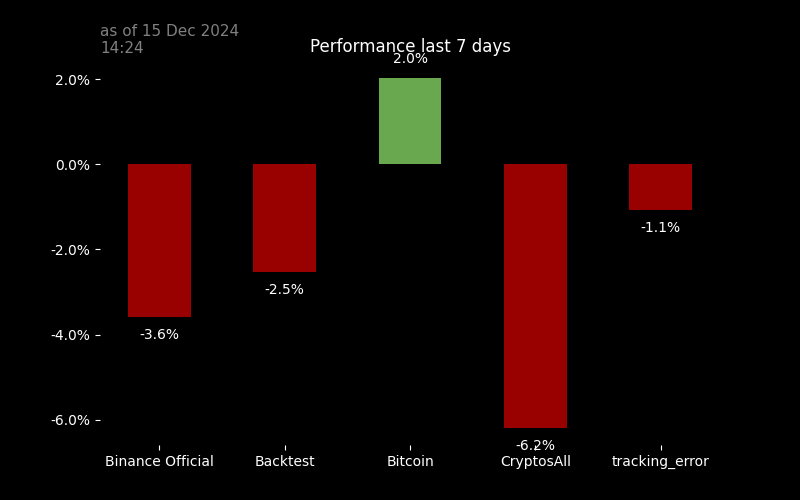 as of 15 Dec 2024
14:24
Performance last 7 days
2.0%
2.0%
0.0%
-2.0%
-4.0%
-6.0%
-3.6%
-2.5%
-6.2%
-1.1%
Binance Official
Backtest
Bitcoin
CryptosAll
tracking_error